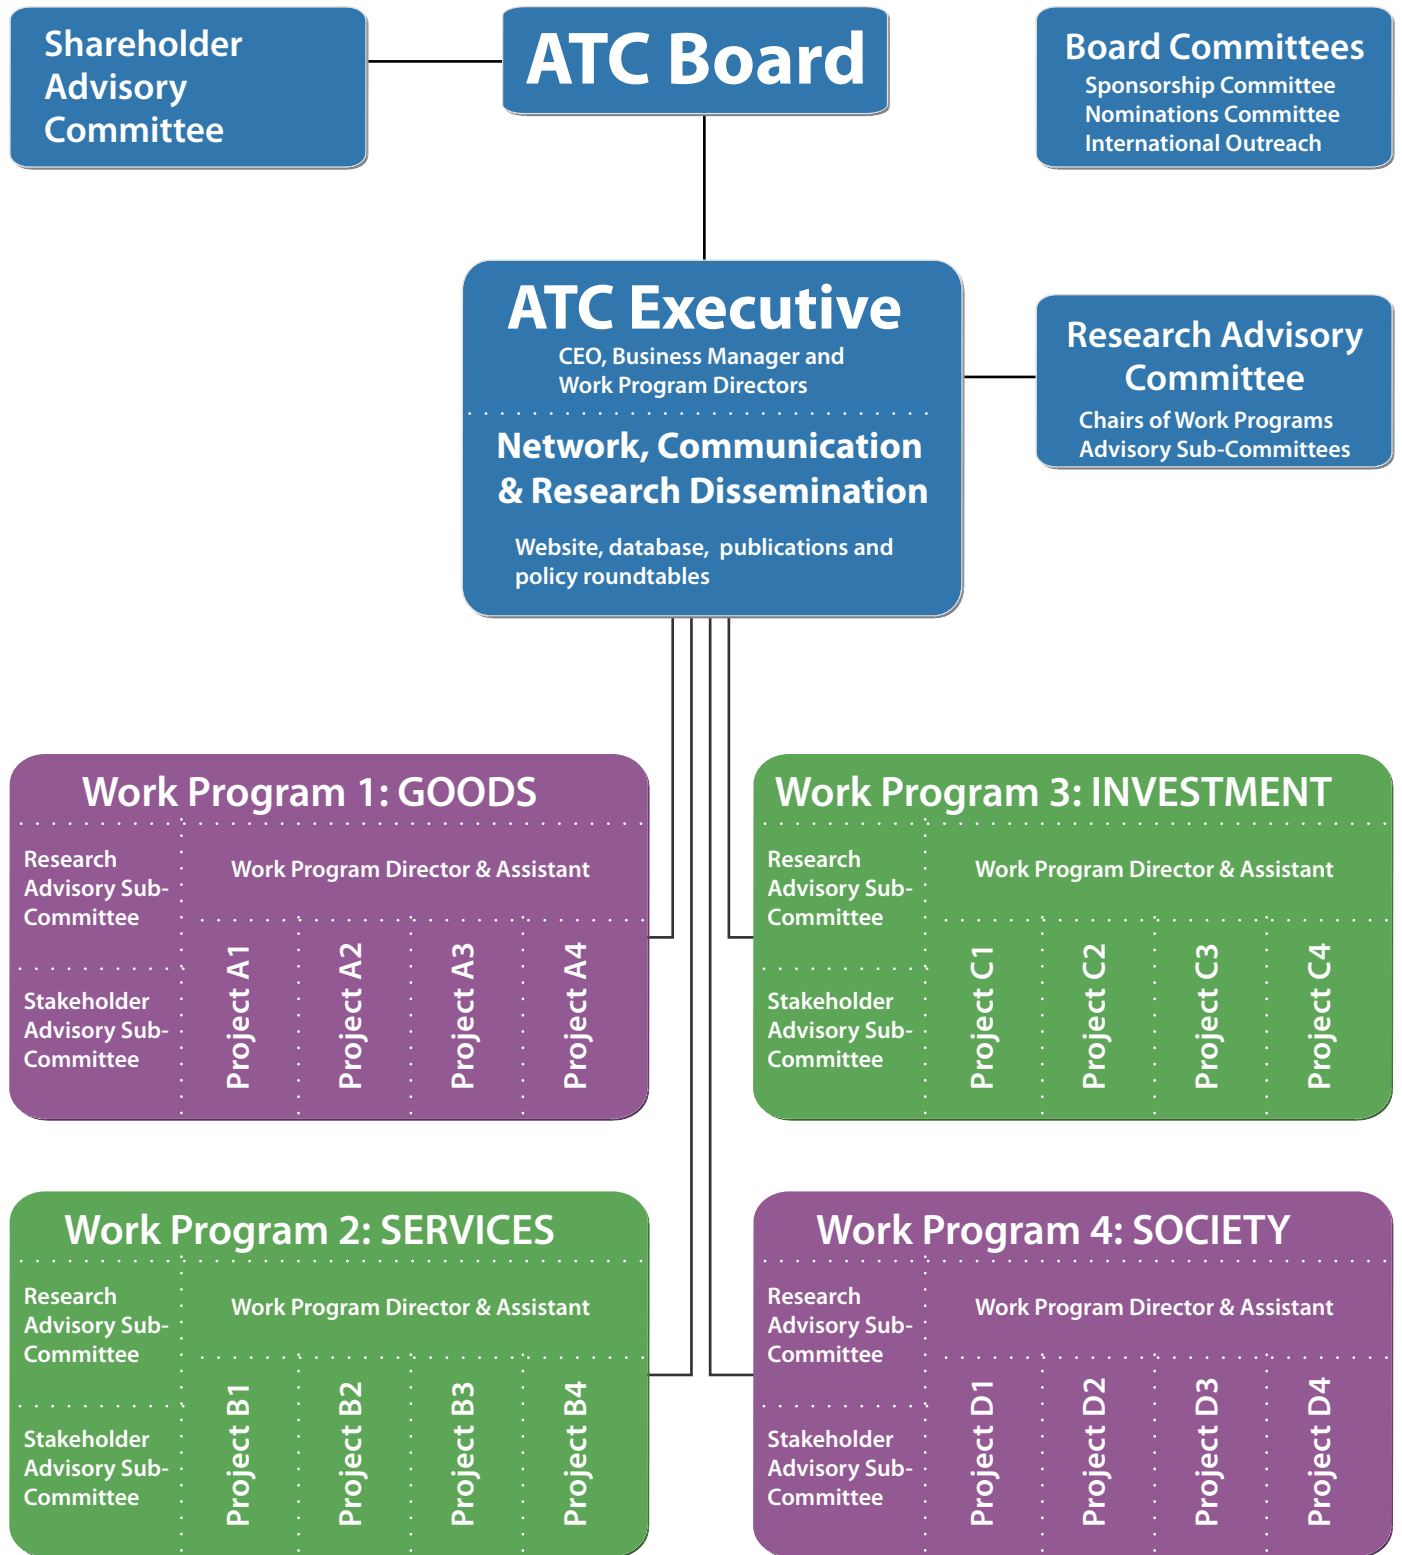 Shareholder
Advisory
Committee
ATC Board
Board Committees
Sponsorship Committee
Nominations Committee
International Outreach
ATC Executive
CEO, Business Manager and
Work Program Directors
Network, Communication
& Research Dissemination
Website, database, publications and
policy roundtables
Research Advisory
Committee
Chairs of Work Programs
Advisory Sub-Committees
Work Program 1: GOODS
Research
Advisory Sub-
Committee
Work Program Director & Assistant
Stakeholder
Advisory Sub-
Committee
Project A1
Project A2
Project A3
Project A4
Work Program 3: INVESTMENT
Research
Advisory Sub-
Committee
Work Program Director & Assistant
Stakeholder
Advisory Sub-
Committee
Project C1
Project C2
Project C3
Project C4
Work Program 2: SERVICES
Research
Advisory Sub-
Committee
Work Program Director & Assistant
Stakeholder
Advisory Sub-
Committee
Project B1
Project B2
Project B3
Project B4
Work Program 4: SOCIETY
Research
Advisory Sub-
Committee
Work Program Director & Assistant
Stakeholder
Advisory Sub-
Committee
Project D1
Project D2
Project D3
Project D4